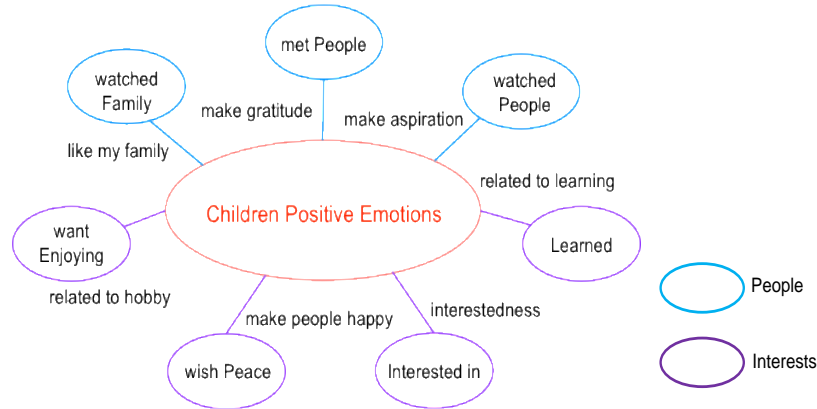 met People
watched
Family
watched
People
make gratitude
make aspiration
like my family
related to learning
Children Positive Emotions
want
Enjoying
Learned
related to hobby
make people happy
interestedness
wish Peace
Interested in
People
Interests